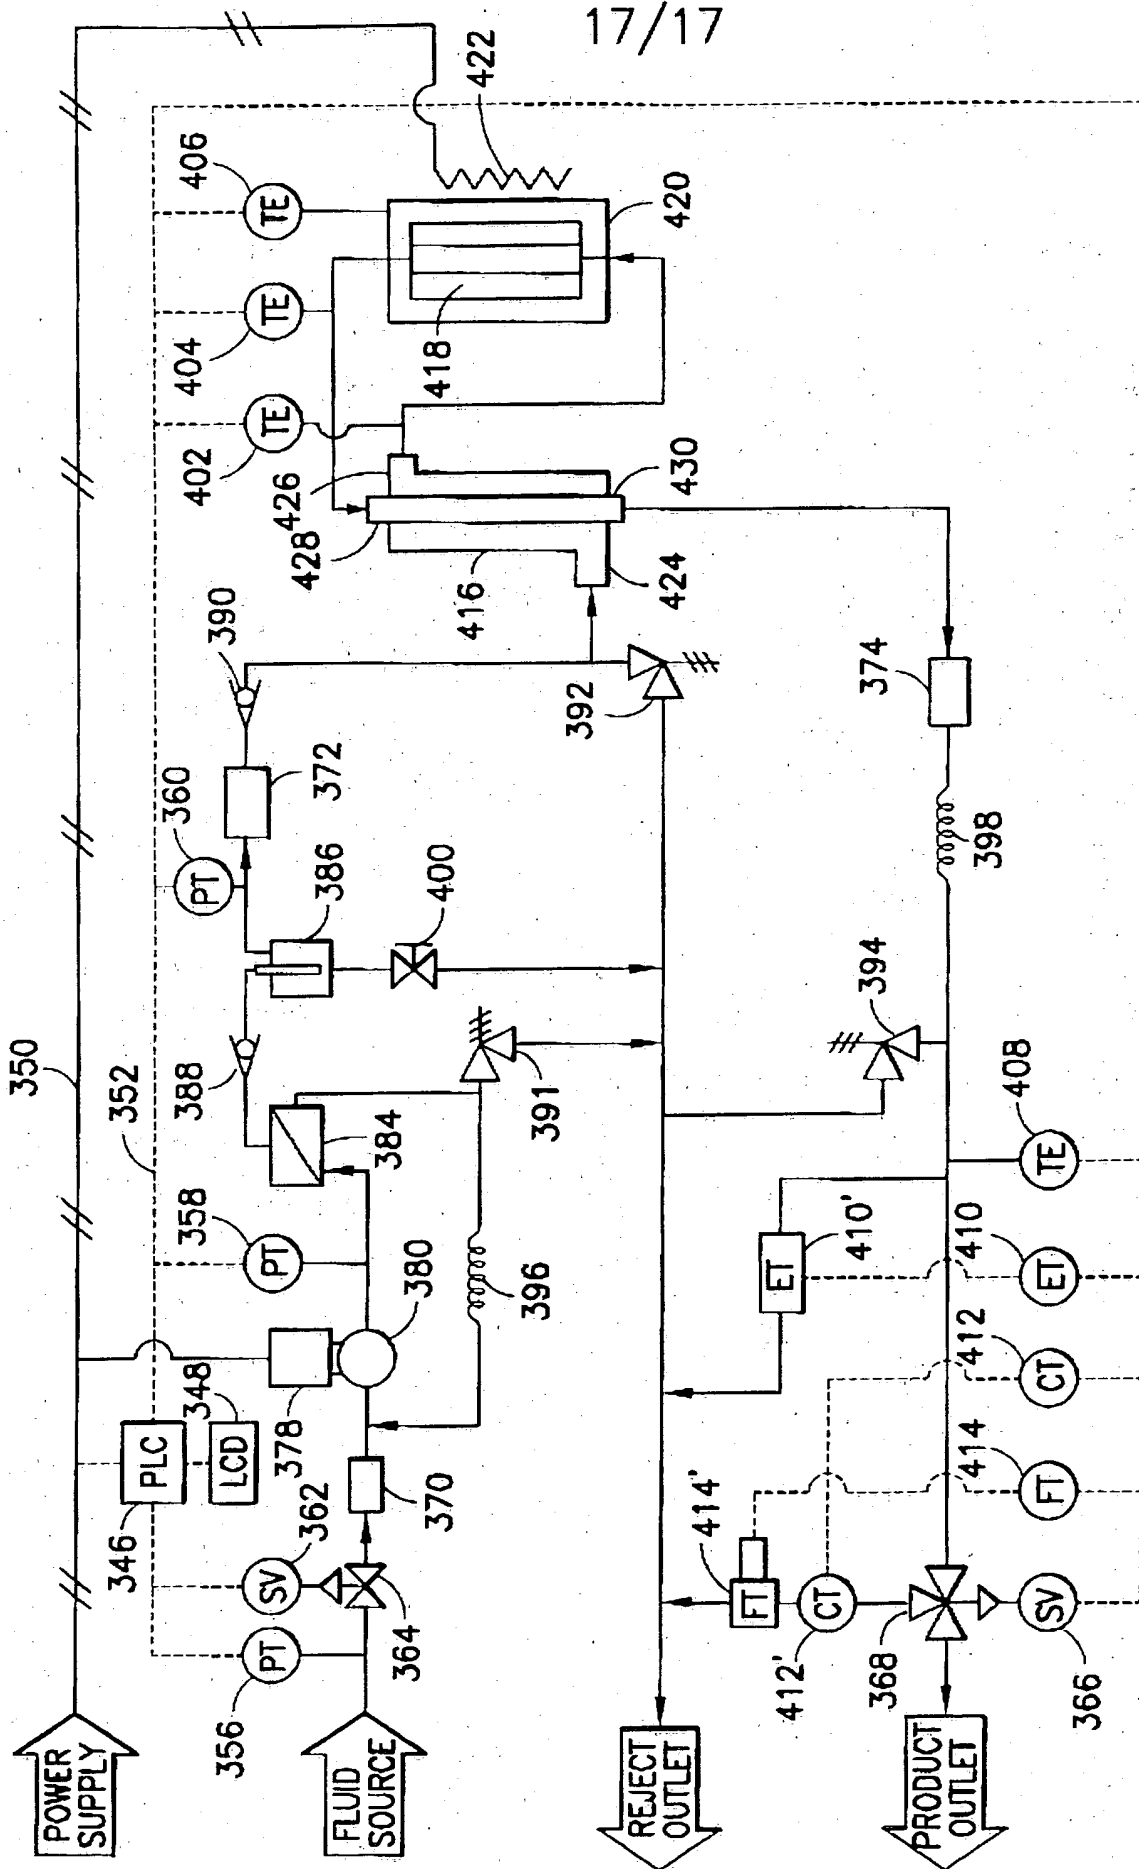 17/17
422
406
TE
404
TE
402
TE
420
418
426
428
430
416
424
390
392
374
372
360
PT
386
400
398
394
350
352
388
384
391
408
TE
358
PT
380
396
410'
ET
410
ET
412
CT
348
378
PLC
LCD
346
362
SV
370
414'
FT
414
FT
CT
412'
364
368
SV
366
356
PT
POWER
SUPPLY
FLUID
SOURCE
REJECT
OUTLET
PRODUCT
OUTLET